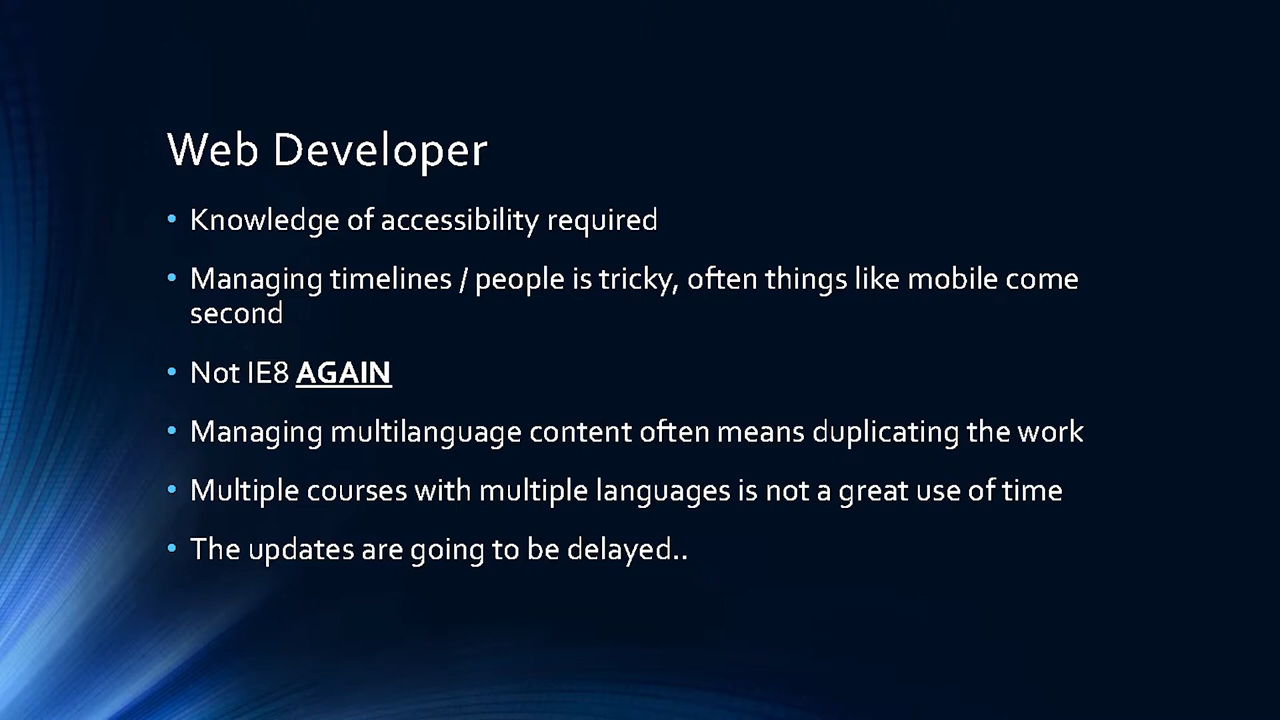 Web Developer
• Knowledge of accessibility required
• Managing timelines / people is tricky, often things like mobile come
second
• Not IE8 AGAIN
• Managing multilanguage content often means duplicating the work
• Multiple courses with multiple languages is not a great use of time
• The updates are going to be delayed..